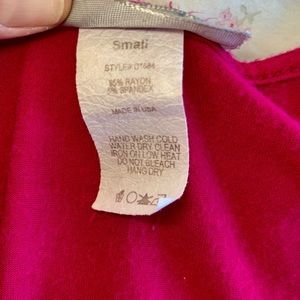 Small
STYLE# D1684
95% RAYON
5% SPANDEX
MADE IN USA
HAND WASH COLD
WATER DRY CLEAN
IRON ON LOW HEAT
DO NOT BLEACH
HANG DRY